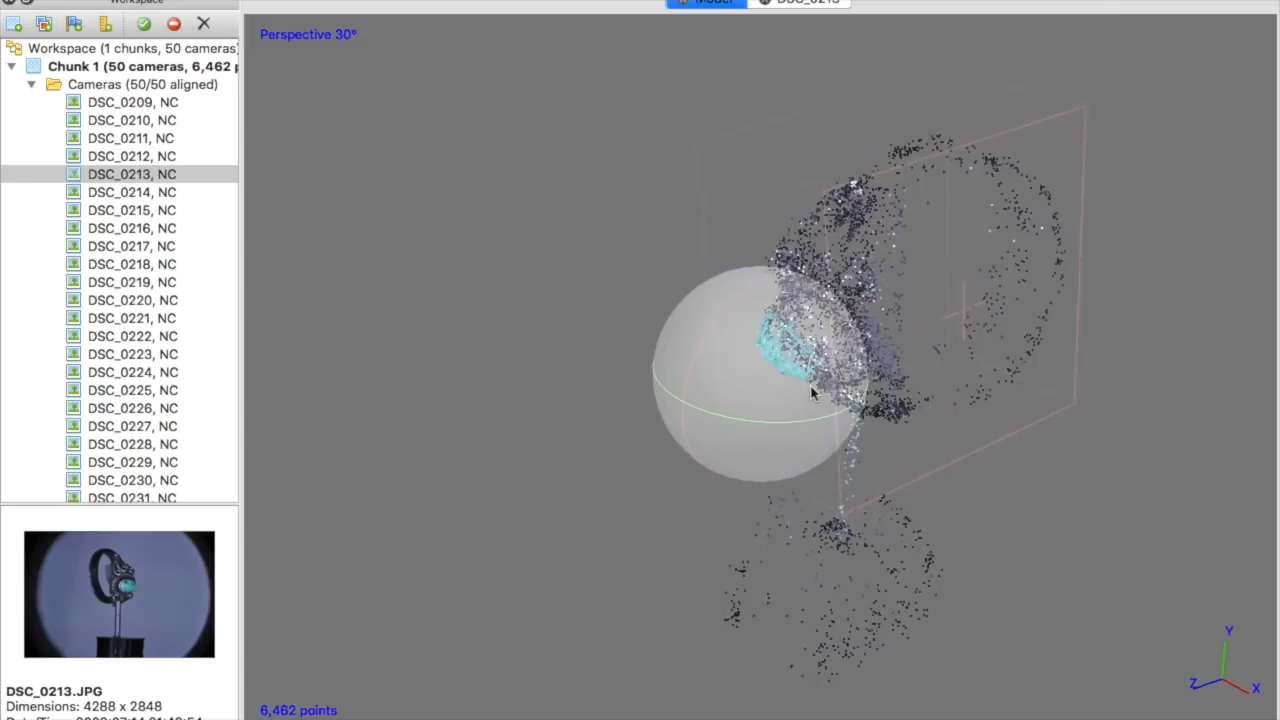 Workspace
Model
DSC_0213
Workspace (1 chunks, 50 cameras)
Chunk 1 (50 cameras, 6,462 p
Cameras (50/50 aligned)
DSC_0209, NC
DSC_0210, NC
DSC_0211, NC
DSC_0212, NC
DSC_0213, NC
DSC_0214, NC
DSC_0215, NC
DSC_0216, NC
DSC_0217, NC
DSC_0218, NC
DSC_0219, NC
DSC_0220, NC
DSC_0221, NC
DSC_0222, NC
DSC_0223, NC
DSC_0224, NC
DSC_0225, NC
DSC_0226, NC
DSC_0227, NC
DSC_0228, NC
DSC_0229, NC
DSC_0230, NC
DSC_0231, NC
DSC_0213.JPG
Dimensions: 4288 x 2848
Perspective 30°
6,462 points
Y
Z
X